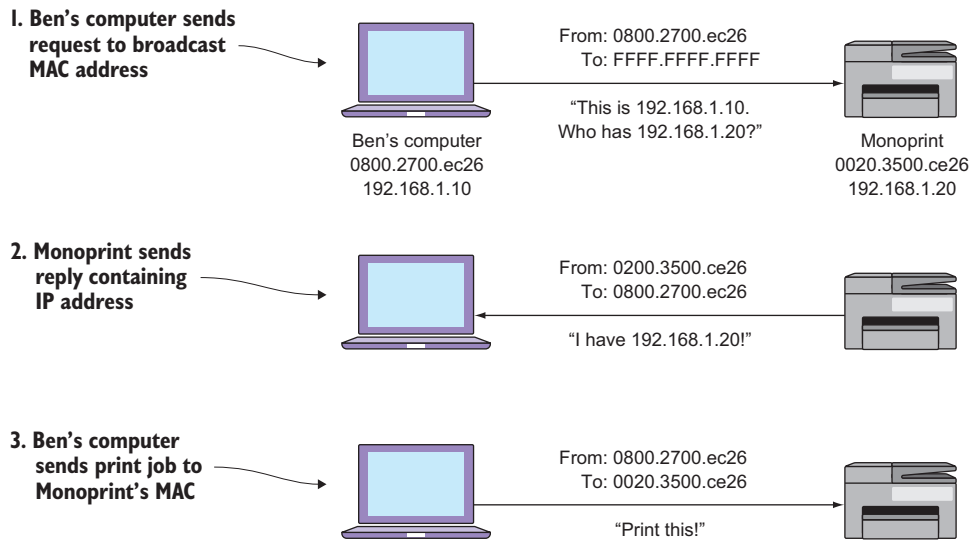 1. Ben's computer sends
request to broadcast
MAC address
From: 0800.2700.ec26
To: FFFF.FFFF.FFFF
“This is 192.168.1.10.
Who has 192.168.1.20?”
Ben's computer
0800.2700.ec26
192.168.1.10
Monoprint
0020.3500.ce26
192.168.1.20
2. Monoprint sends
reply containing
IP address
From: 0200.3500.ce26
To: 0800.2700.ec26
“I have 192.168.1.20!”
3. Ben's computer
sends print job to
Monoprint's MAC
From: 0800.2700.ec26
To: 0020.3500.ce26
“Print this!”